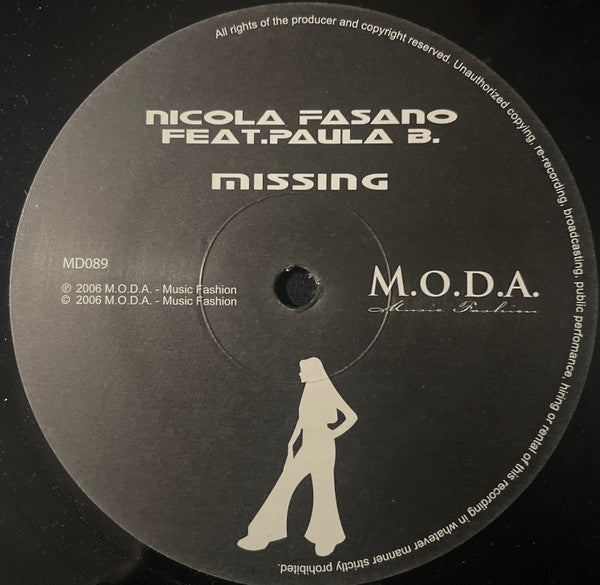 All rights of the producer and copyright reserved. Unauthorized copying, re-recording, broadcasting, public perfomance, hiring or rental of this recording in whatever manner strictly prohibited.
NICOLA FASANO
FEAT.PAULA B.
MISSING
MD089
℗ 2006 M.O.D.A. - Music Fashion
© 2006 M.O.D.A. - Music Fashion
M.O.D.A.
Music Fashion